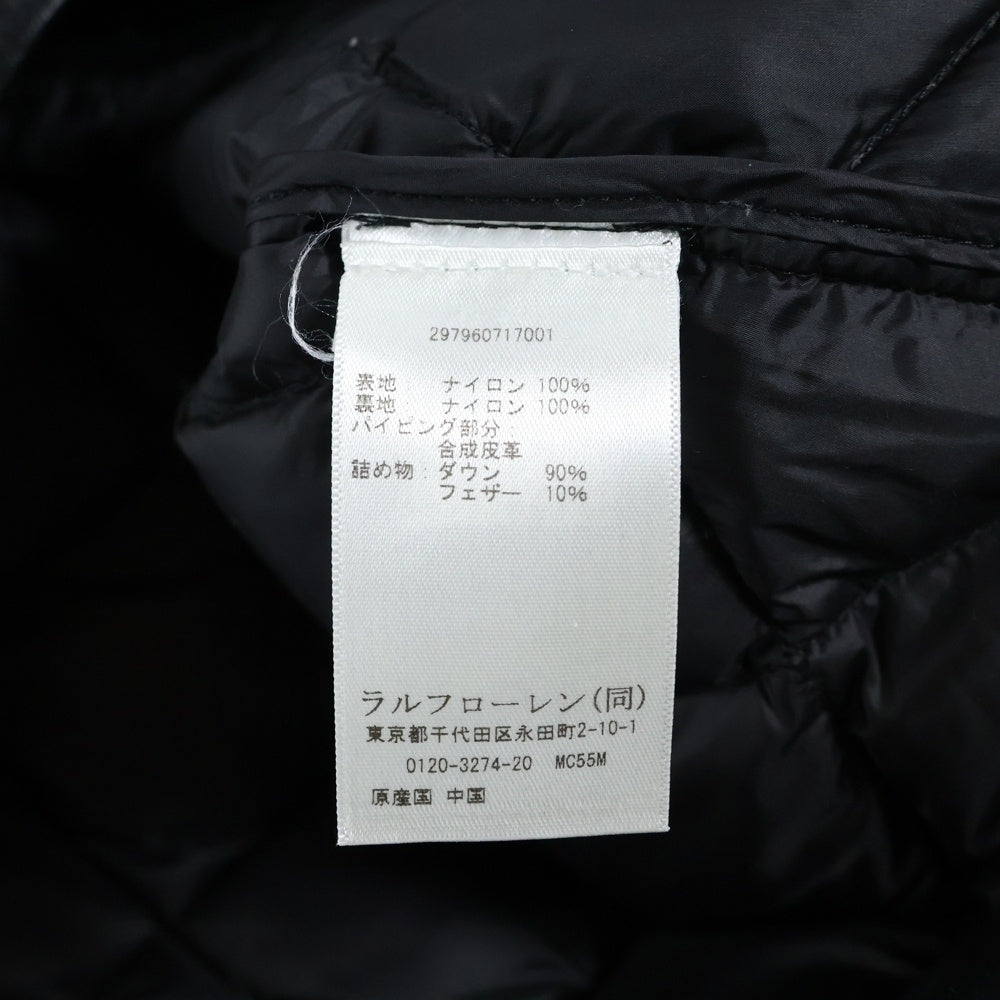 297960717001
表地: ナイロン 100%
裏地: ナイロン 100%
パイピング部分:
合成皮革
詰め物: ダウン 90%
フェザー 10%
ラルフローレン(同)
東京都千代田区永田町2-10-1
0120-3274-20 MC55M
原産国 中国